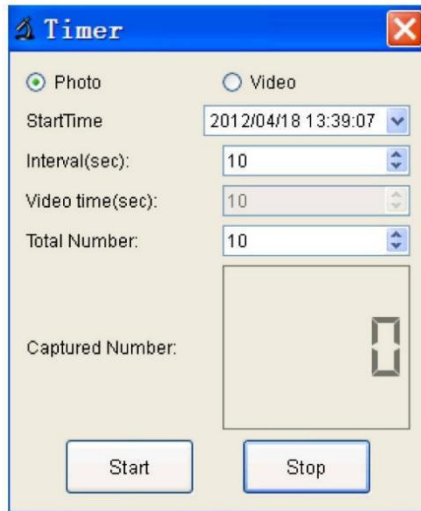 Timer
Photo Video
StartTime 2012/04/18 13:39:07
Interval(sec): 10
Video time(sec): 10
Total Number: 10
Captured Number: 0
Start Stop